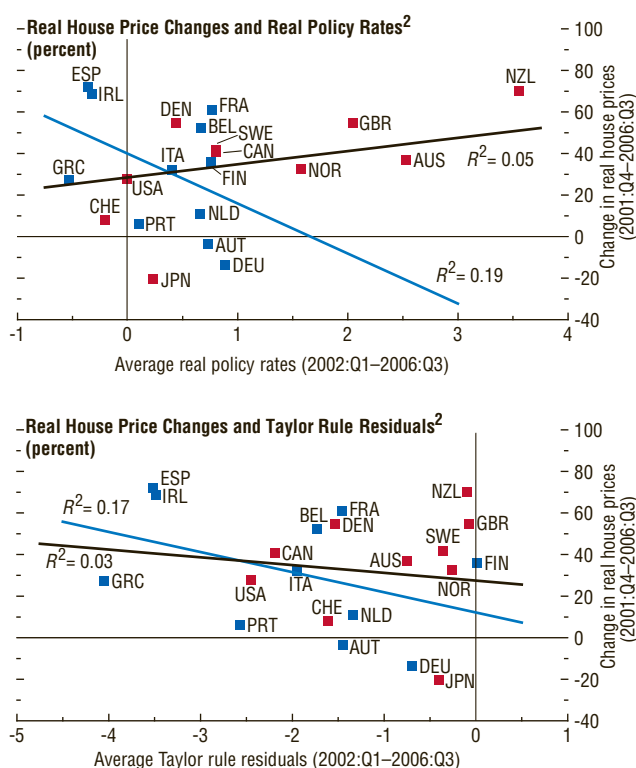 Real House Price Changes and Real Policy Rates2
(percent)
100
80
60
40
20
0
-20
-40
ESP
IRL
NZL
DEN
FRA
BEL
SWE
CAN
GBR
GRC
ITA
FIN
USA
NOR
AUS
R2= 0.05
CHE
PRT
NLD
AUT
DEU
JPN
R2= 0.19
-1 0 1 2 3 4
Average real policy rates (2002:Q1–2006:Q3)
Change in real house prices
(2001:Q4–2006:Q3)
Real House Price Changes and Taylor Rule Residuals2
(percent)
100
80
60
40
20
0
-20
-40
ESP
IRL
R2= 0.17
NZL
FRA
BEL
DEN
GBR
SWE
R2= 0.03
CAN
AUS
FIN
GRC
USA
ITA
NOR
CHE
NLD
PRT
AUT
DEU
JPN
-5 -4 -3 -2 -1 0 1
Average Taylor rule residuals (2002:Q1–2006:Q3)
Change in real house prices
(2001:Q4–2006:Q3)